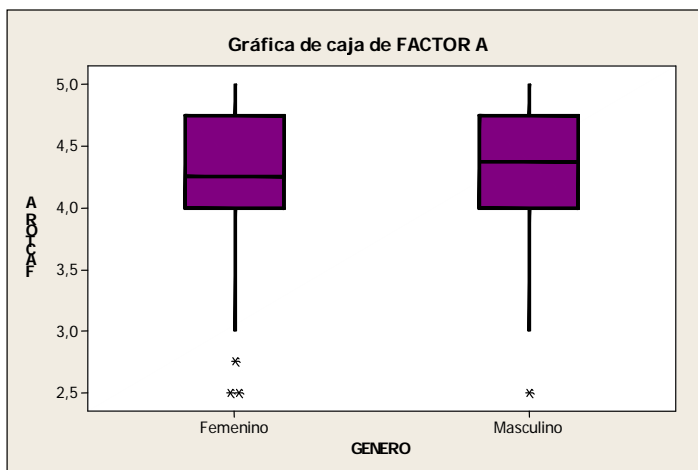 Gráfica de caja de FACTOR A
5,0
4,5
4,0
3,5
3,0
2,5
FACTOR A
Femenino
Masculino
GENERO